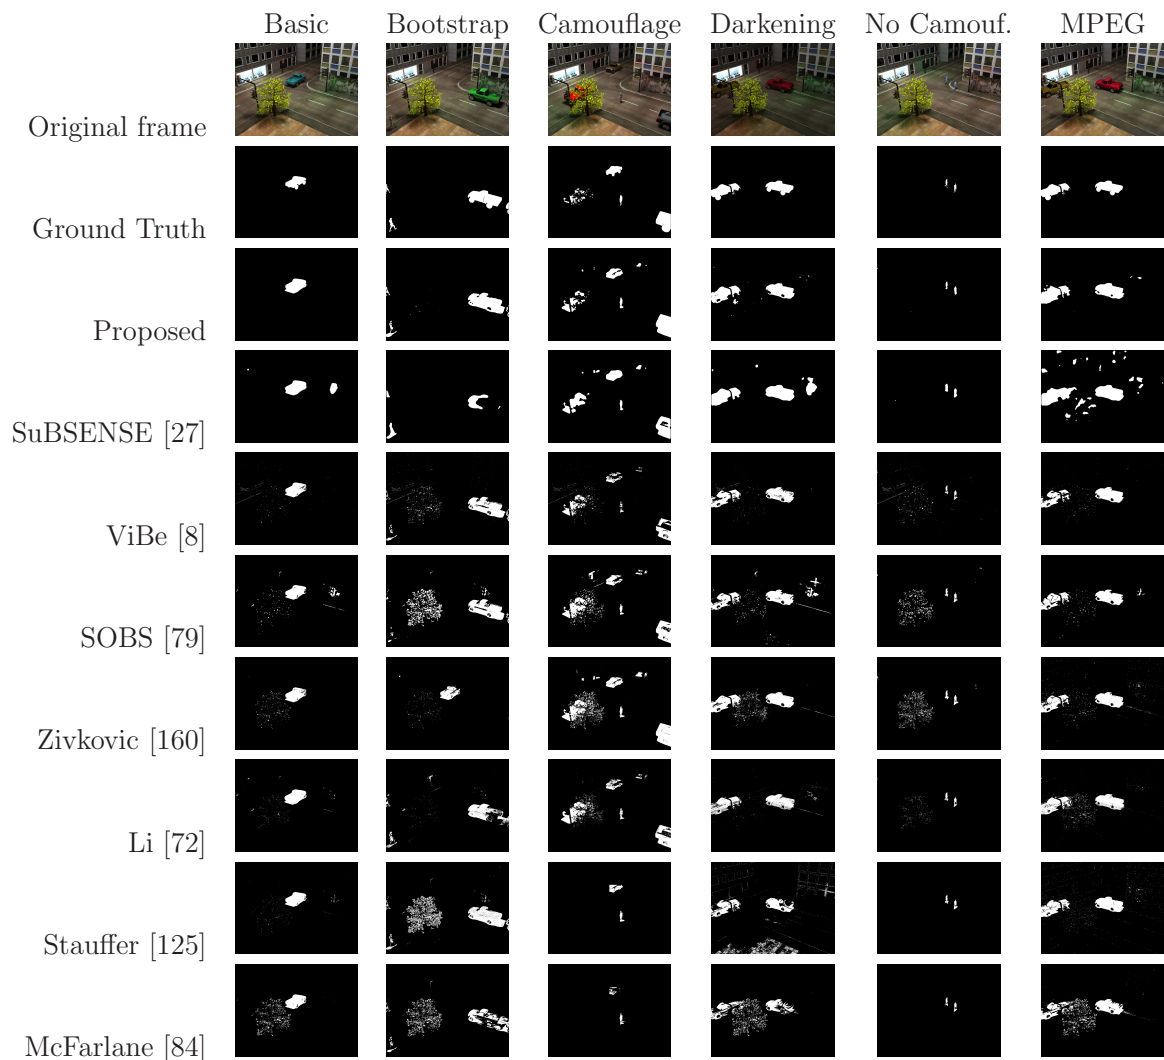 Basic Bootstrap Camouflage Darkening No Camouf. MPEG
Original frame
Ground Truth
Proposed
SuBSENSE [27]
ViBe [8]
SOBS [79]
Zivkovic [160]
Li [72]
Stauffer [125]
McFarlane [84]